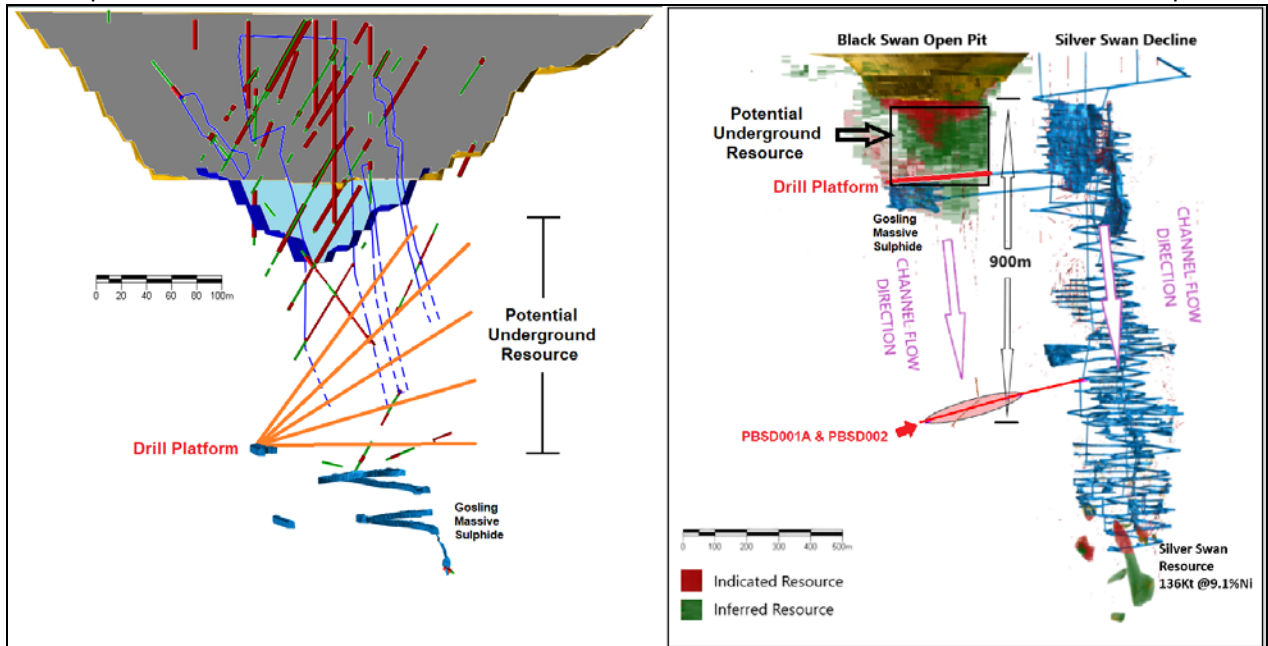 Potential
Underground
Resource
0 20 40 60 80 100m
Drill Platform
Gosling
Massive
Sulphide
Black Swan Open Pit
Silver Swan Decline
Potential
Underground
Resource
Drill Platform
Gosling
Massive
Sulphide
CHANNEL FLOW
DIRECTION
900m
CHANNEL FLOW
DIRECTION
PBSD001A & PBSD002
0 100 200 300 400 500m
Indicated Resource
Inferred Resource
Silver Swan
Resource
136Kt @9.1%Ni